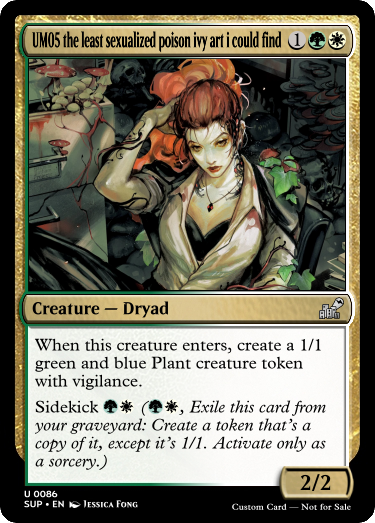 UM05 the least sexualized poison ivy art i could find 1
Creature — Dryad
When this creature enters, create a 1/1
green and blue Plant creature token
with vigilance.
Sidekick (, Exile this card from
your graveyard: Create a token that's a
copy of it, except it's 1/1. Activate only as
a sorcery.)
2/2
U 0086
SUP • EN Jessica Fong
Custom Card — Not for Sale